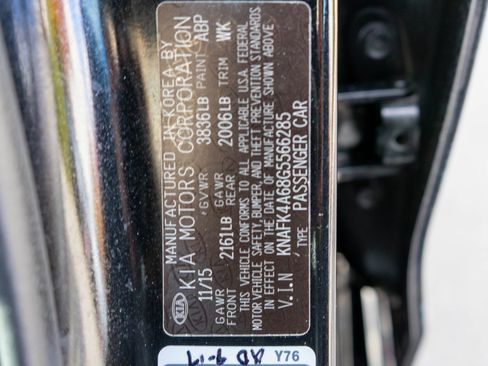 MANUFACTURED IN KOREA BY
KIA KIA MOTORS CORPORATION
11/15 GVWR 3836LB PAINT ABP
GAWR FRONT 2161LB GAWR REAR 2006LB TRIM WK
THIS VEHICLE CONFORMS TO ALL APPLICABLE U.S.A. FEDERAL
MOTOR VEHICLE SAFETY, BUMPER, AND THEFT PREVENTION STANDARDS
IN EFFECT ON THE DATE OF MANUFACTURE SHOWN ABOVE
V.I.N KNAFK4A68G5566285
TYPE PASSENGER CAR
Y76